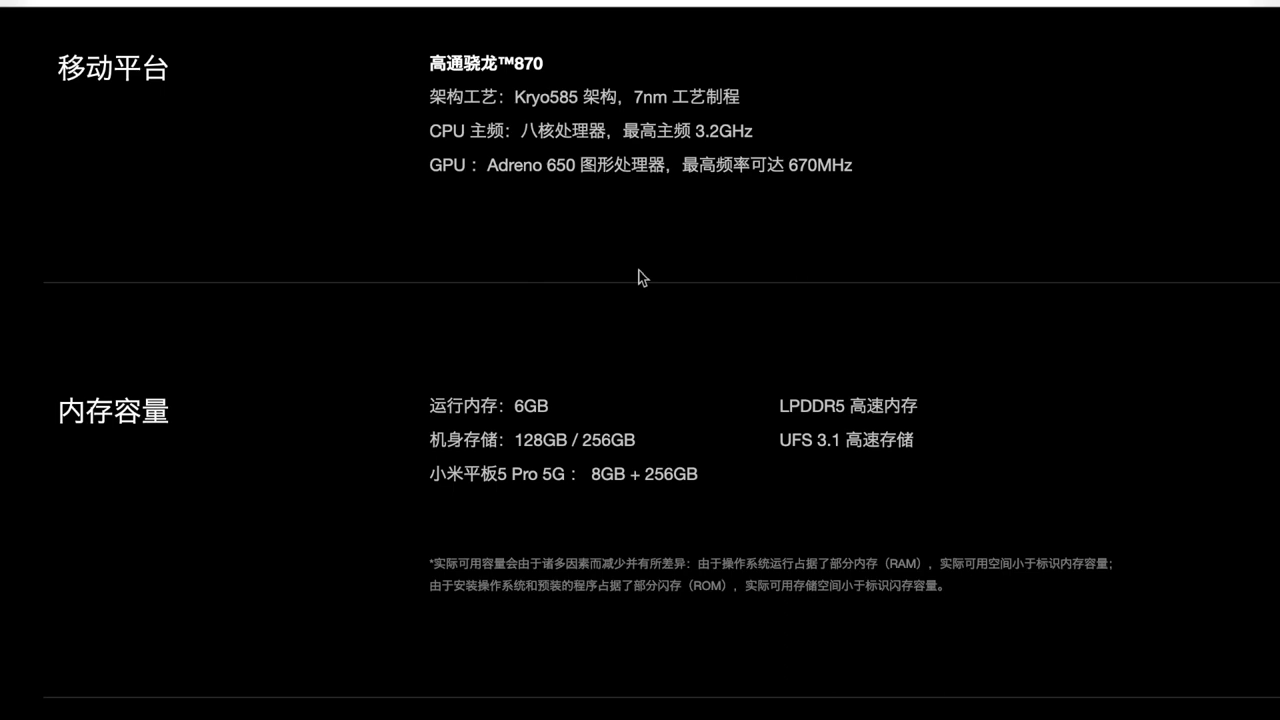 移动平台
高通骁龙™870
架构工艺：Kryo585 架构，7nm 工艺制程
CPU 主频：八核处理器，最高主频 3.2GHz
GPU ：Adreno 650 图形处理器，最高频率可达 670MHz
内存容量
运行内存：6GB
LPDDR5 高速内存
机身存储：128GB / 256GB
UFS 3.1 高速存储
小米平板5 Pro 5G ： 8GB + 256GB
*实际可用容量会由于诸多因素而减少并有所差异：由于操作系统运行占据了部分内存（RAM），实际可用空间小于标识内存容量；
由于安装操作系统和预装的程序占据了部分闪存（ROM），实际可用存储空间小于标识闪存容量。